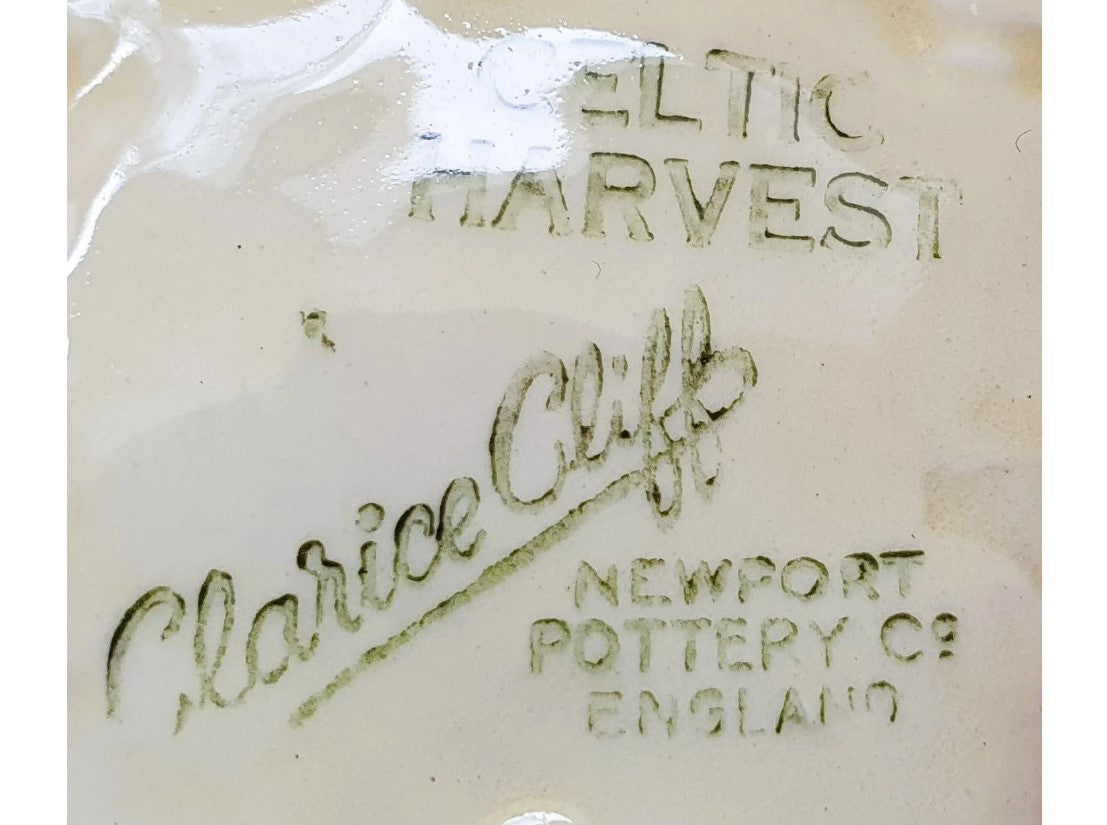 CELTIC
HARVEST
Clarice Cliff
NEWPORT
POTTERY Co
ENGLAND